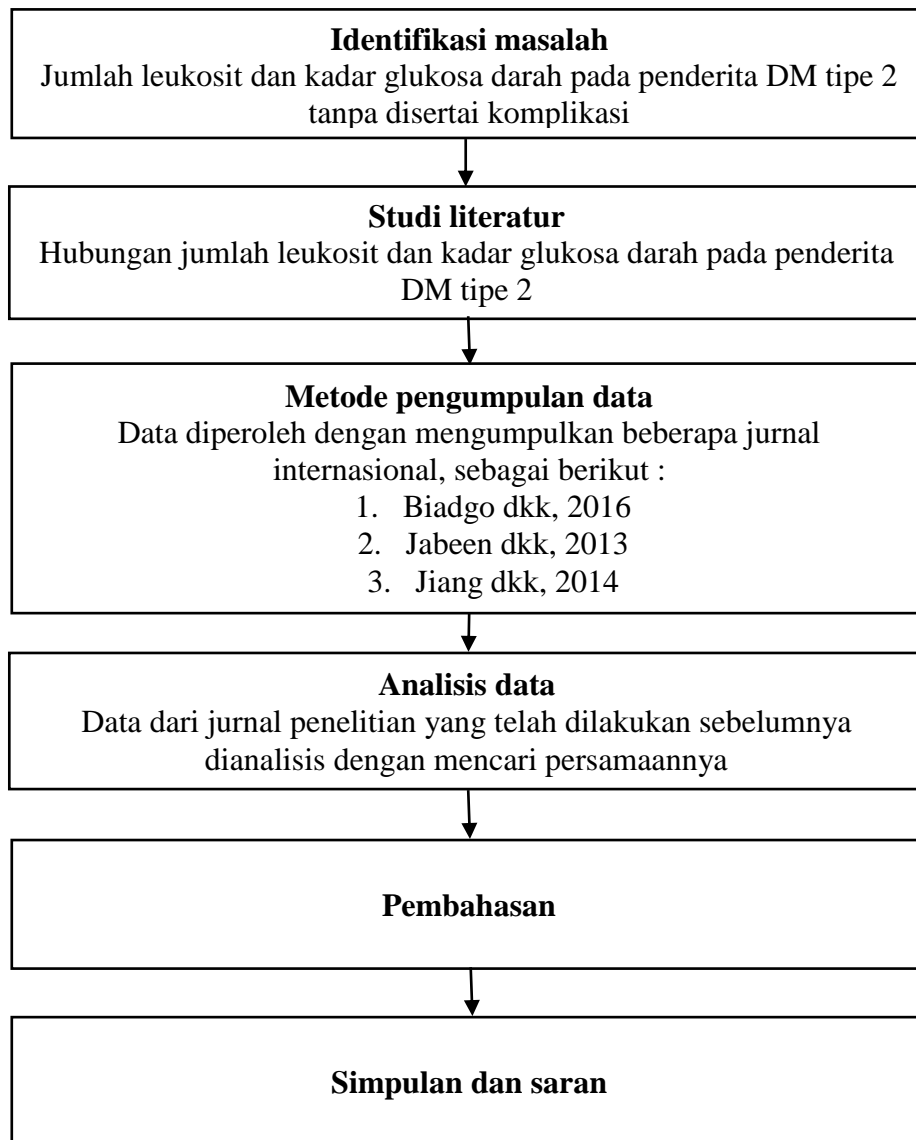 Identifikasi masalah
Jumlah leukosit dan kadar glukosa darah pada penderita DM tipe 2
tanpa disertai komplikasi
Studi literatur
Hubungan jumlah leukosit dan kadar glukosa darah pada penderita
DM tipe 2
Metode pengumpulan data
Data diperoleh dengan mengumpulkan beberapa jurnal
internasional, sebagai berikut :
1. Biadgo dkk, 2016
2. Jabeen dkk, 2013
3. Jiang dkk, 2014
Analisis data
Data dari jurnal penelitian yang telah dilakukan sebelumnya
dianalisis dengan mencari persamaannya
Pembahasan
Simpulan dan saran